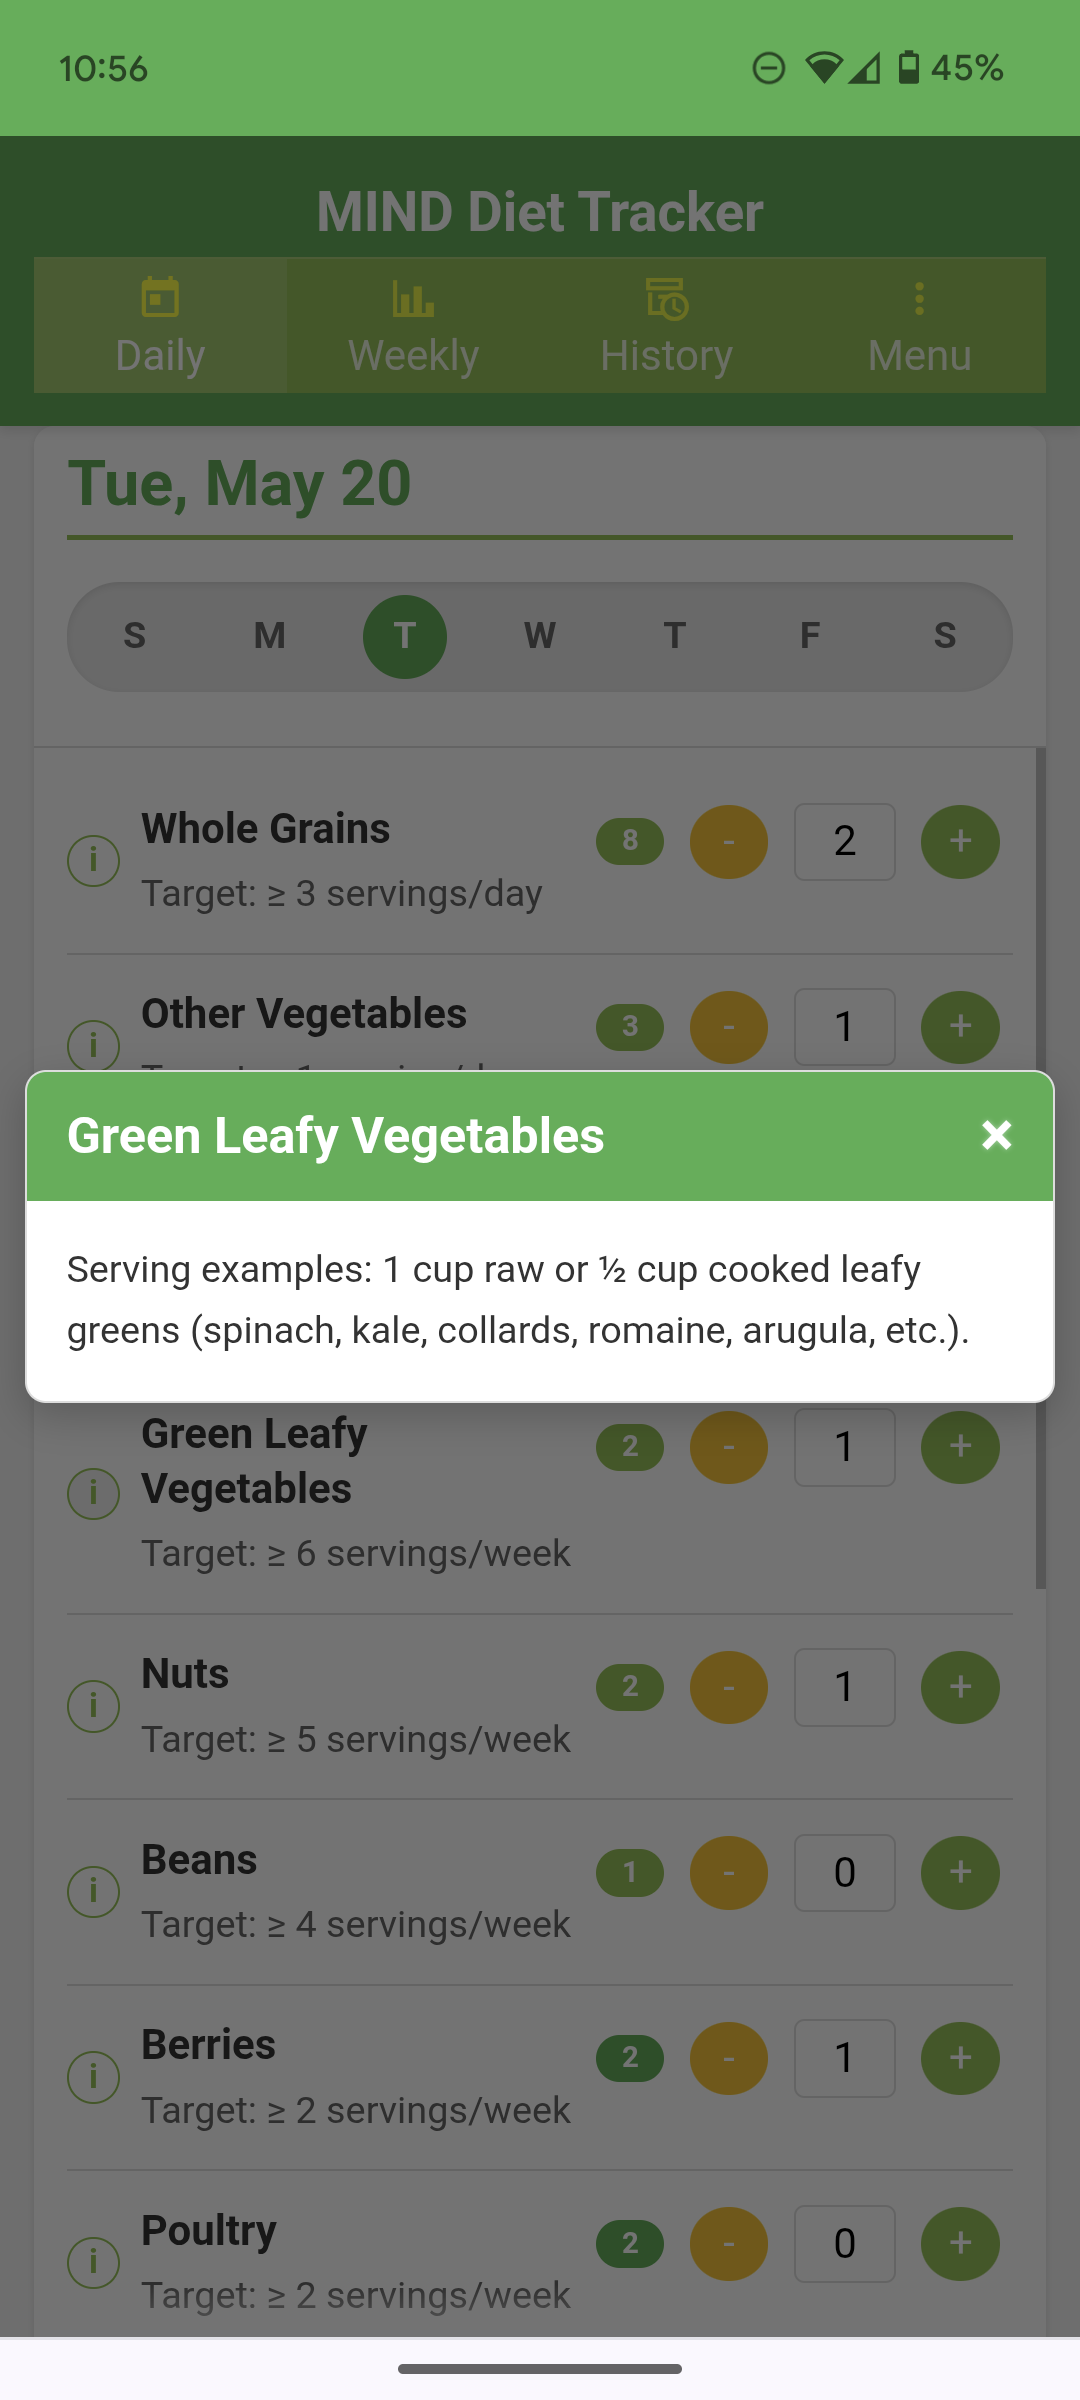 10:56
45%
MIND Diet Tracker
Daily Weekly History Menu
Tue, May 20
S M T W T F S
Whole Grains 8 - 2 +
i
Target: ≥ 3 servings/day
Other Vegetables 3 - 1 +
i
Green Leafy Vegetables ×
Serving examples: 1 cup raw or ½ cup cooked leafy
greens (spinach, kale, collards, romaine, arugula, etc.).
Green Leafy 2 - 1 +
i Vegetables
Target: ≥ 6 servings/week
Nuts 2 - 1 +
i
Target: ≥ 5 servings/week
Beans 1 - 0 +
i
Target: ≥ 4 servings/week
Berries 2 - 1 +
i
Target: ≥ 2 servings/week
Poultry 2 - 0 +
i
Target: ≥ 2 servings/week